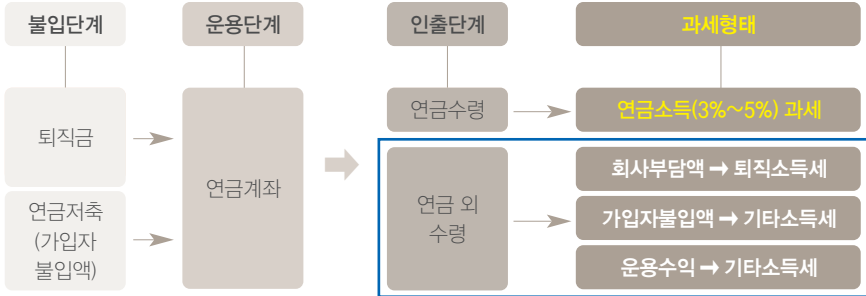 불입단계
운용단계
인출단계
과세형태
퇴직금
연금저축
(가입자
불입액)
연금계좌
연금수령
연금소득(3%~5%) 과세
연금 외
수령
회사부담액 → 퇴직소득세
가입자불입액 → 기타소득세
운용수익 → 기타소득세